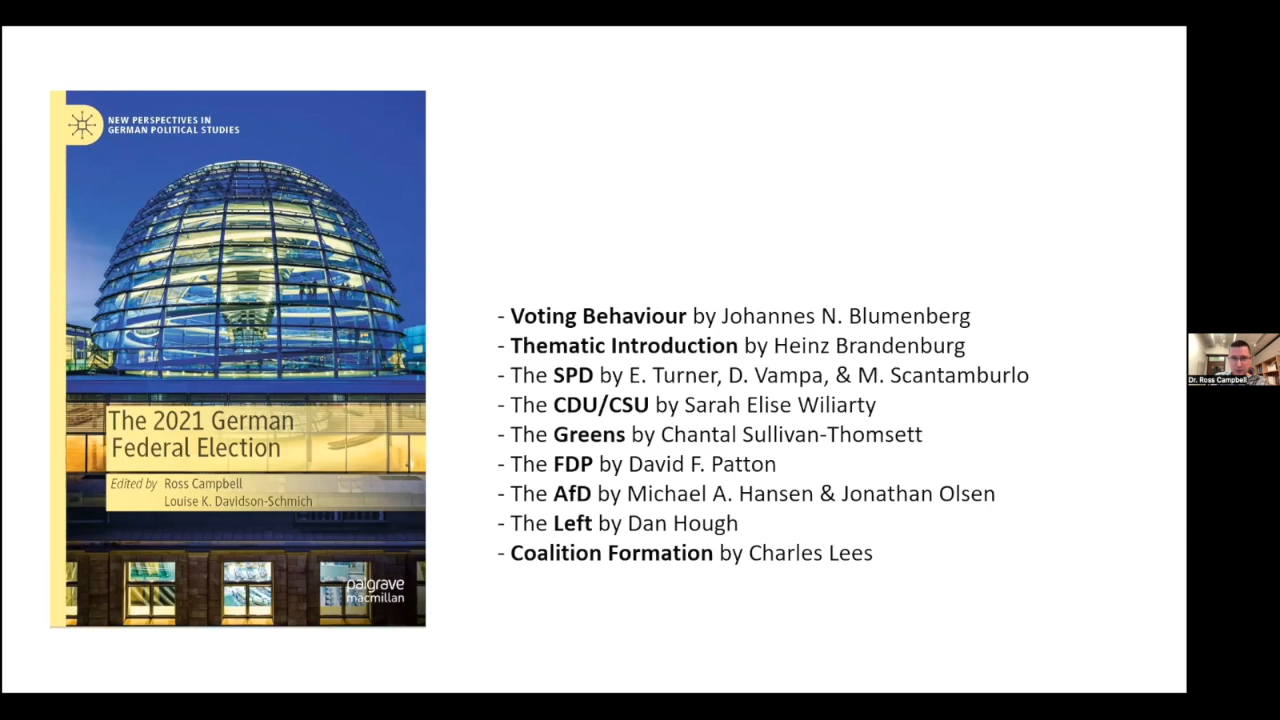 NEW PERSPECTIVES IN
GERMAN POLITICAL STUDIES
The 2021 German
Federal Election
Edited by Ross Campbell
Louise K. Davidson-Schmich
palgrave
macmillan
- Voting Behaviour by Johannes N. Blumenberg
- Thematic Introduction by Heinz Brandenburg
- The SPD by E. Turner, D. Vampa, & M. Scantamburlo
- The CDU/CSU by Sarah Elise Wiliarty
- The Greens by Chantal Sullivan-Thomsett
- The FDP by David F. Patton
- The AfD by Michael A. Hansen & Jonathan Olsen
- The Left by Dan Hough
- Coalition Formation by Charles Lees
Dr. Ross Campbell